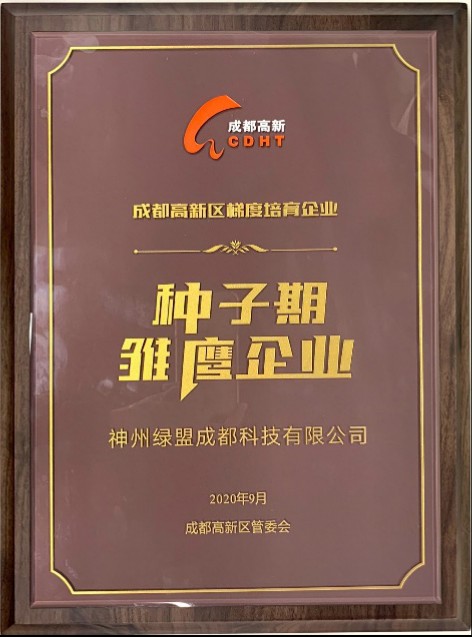 成都高新
CDHT
成都高新区梯度培育企业
种子期
雏鹰企业
神州绿盟成都科技有限公司
2020年9月
成都高新区管委会